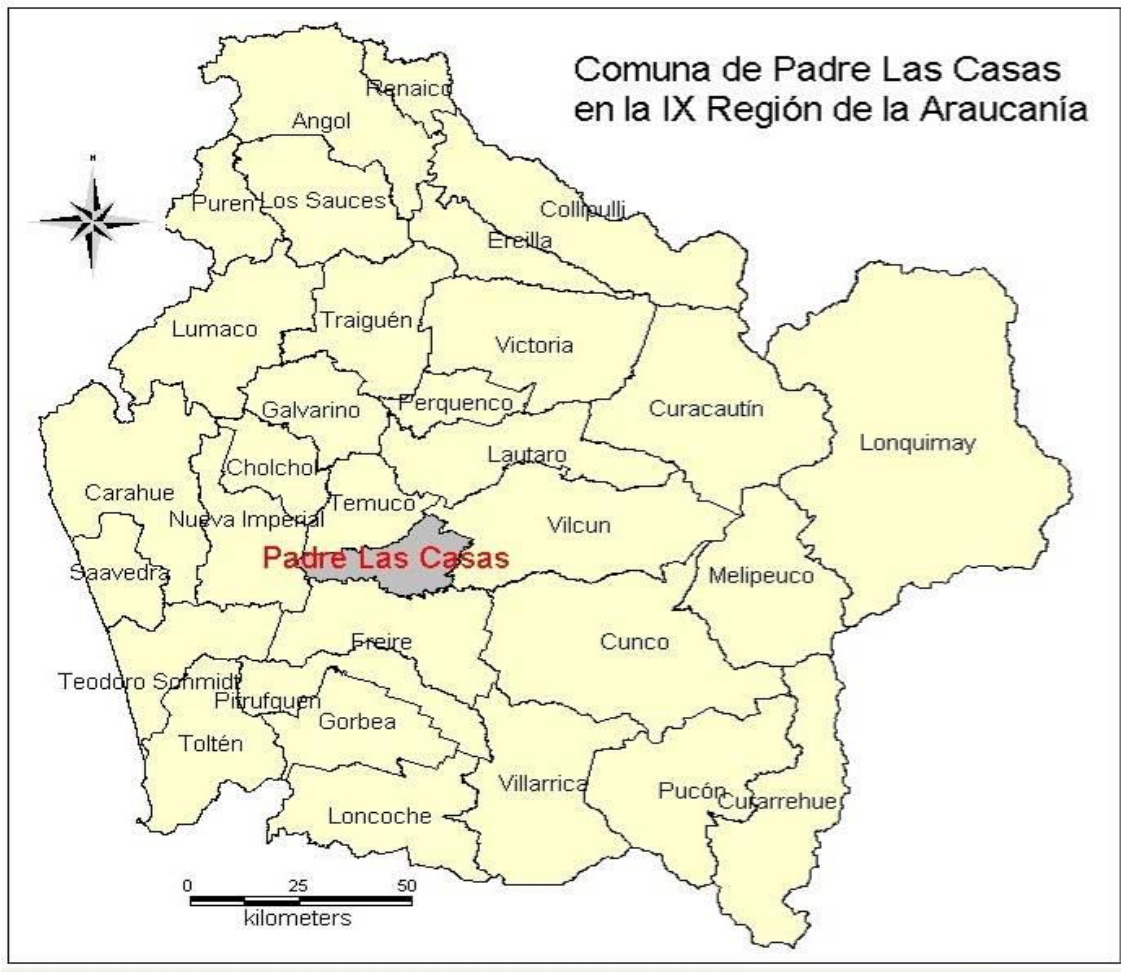 Comuna de Padre Las Casas
en la IX Región de la Araucanía
Renaico
Angol
N
Puren
Los Sauces
Collipulli
Ercilla
Lumaco
Traiguén
Victoria
Galvarino
Perquenco
Curacautín
Lonquimay
Cholcho
Lautaro
Carahue
Temuco
Nueva Imperial
Vilcun
Padre Las Casas
Saavedra
Melipeuco
Freire
Cunco
Teodoro Schmidt
Pitrufquen
Gorbea
Toltén
Villarrica
Pucón
Curarrehue
Loncoche
0 25 50
kilometers